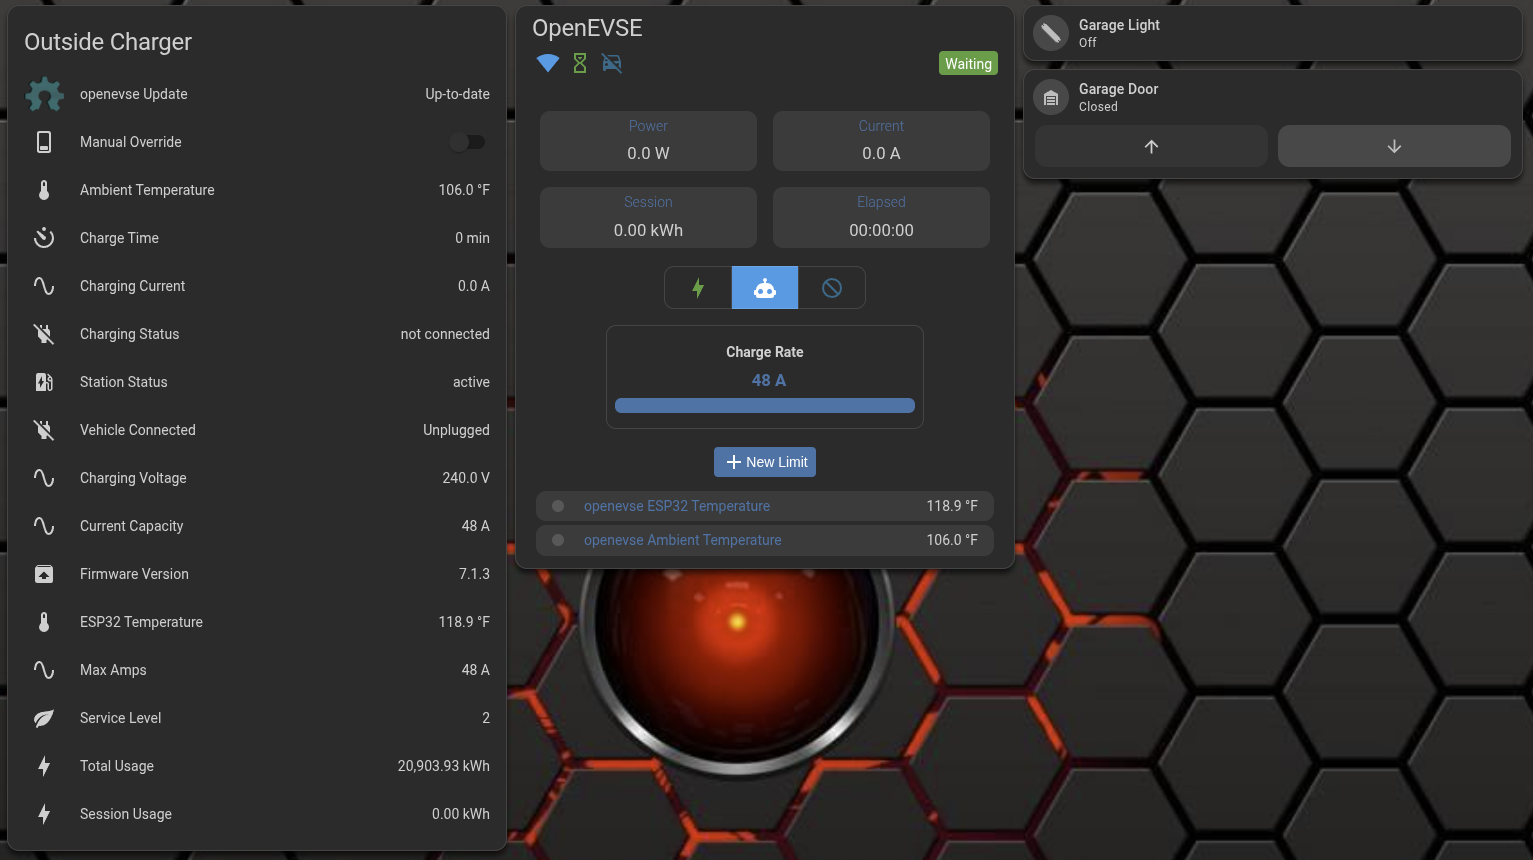 Outside Charger
openevse Update Up-to-date
Manual Override
Ambient Temperature 106.0 °F
Charge Time 0 min
Charging Current 0.0 A
Charging Status not connected
Station Status active
Vehicle Connected Unplugged
Charging Voltage 240.0 V
Current Capacity 48 A
Firmware Version 7.1.3
ESP32 Temperature 118.9 °F
Max Amps 48 A
Service Level 2
Total Usage 20,903.93 kWh
Session Usage 0.00 kWh
OpenEVSE
Waiting
Power Current
0.0 W 0.0 A
Session Elapsed
0.00 kWh 00:00:00
Charge Rate
48 A
New Limit
openevse ESP32 Temperature 118.9 °F
openevse Ambient Temperature 106.0 °F
Garage Light
Off
Garage Door
Closed